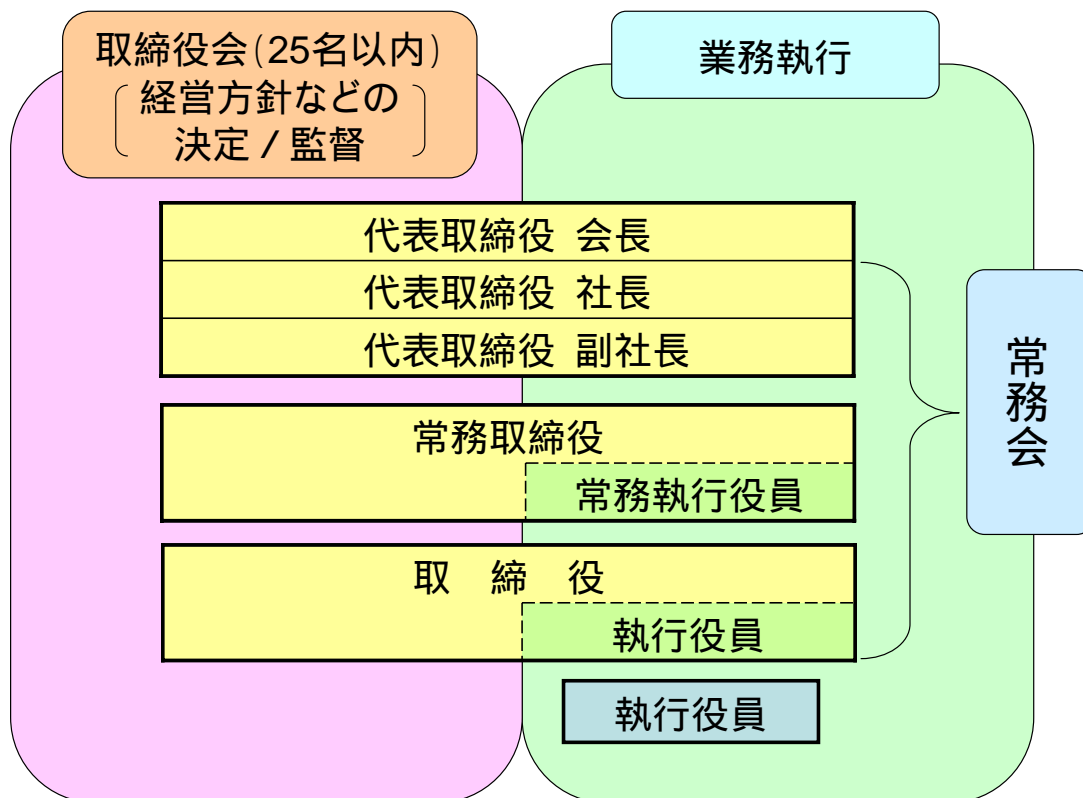 取締役会(25名以内)
経営方針などの
決定 / 監督
業務執行
代表取締役 会長
代表取締役 社長
代表取締役 副社長
常務取締役
常務執行役員
取 締 役
執行役員
執行役員
常務会